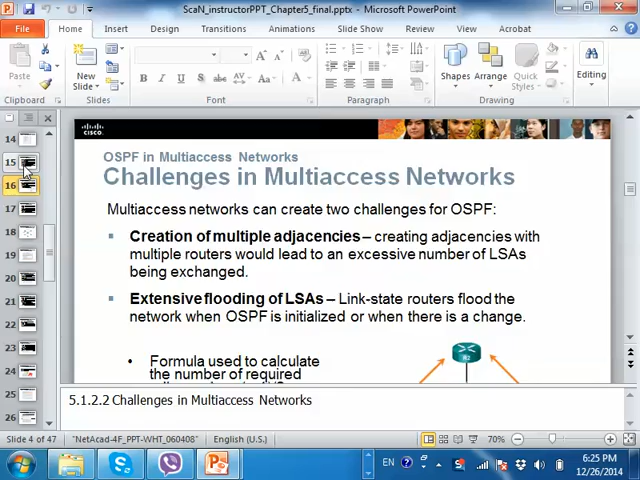 ScaN_instructorPPT_Chapter5_final.pptx - Microsoft PowerPoint
File Home Insert Design Transitions Animations Slide Show Review View Acrobat
Paste New Slide Shapes Arrange Quick Styles Editing
B I U S abc AV Aa A
Clipboard Slides Font Paragraph Drawing
14
15
16
17
18
19
20
21
22
23
24
25
26
CISCO
OSPF in Multiaccess Networks
Challenges in Multiaccess Networks
Multiaccess networks can create two challenges for OSPF:
Creation of multiple adjacencies – creating adjacencies with
multiple routers would lead to an excessive number of LSAs
being exchanged.
Extensive flooding of LSAs – Link-state routers flood the
network when OSPF is initialized or when there is a change.
• Formula used to calculate
the number of required
R2
5.1.2.2 Challenges in Multiaccess Networks
Slide 4 of 47 "NetAcad-4F_PPT-WHT_060408" English (U.S.) 70%
EN 6:25 PM
12/26/2014